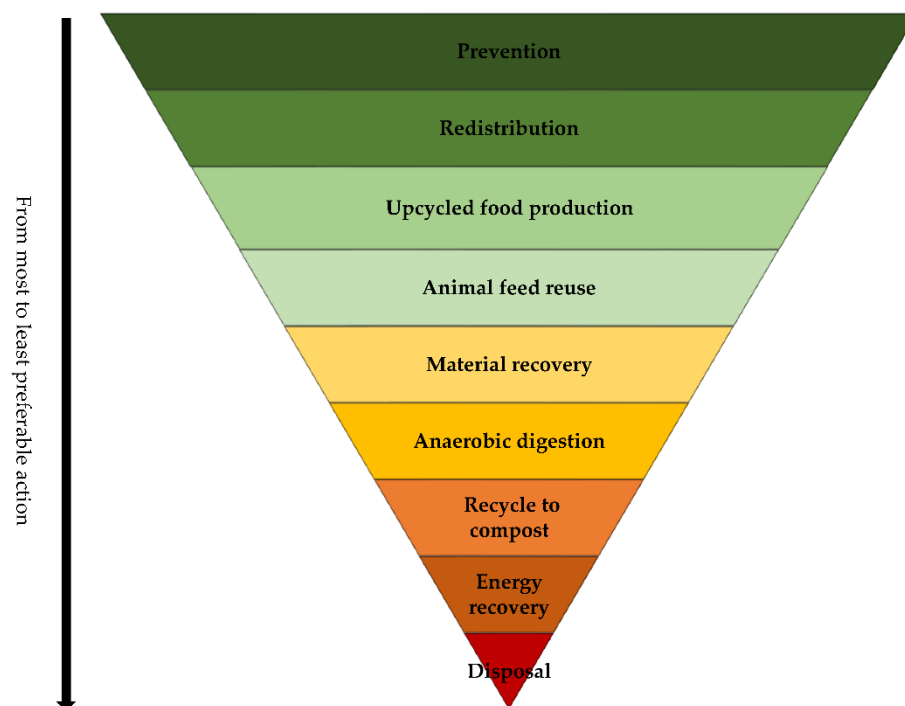 Prevention
Redistribution
Upcycled food production
Animal feed reuse
Material recovery
Anaerobic digestion
Recycle to
compost
Energy
recovery
Disposal
From most to least preferable action